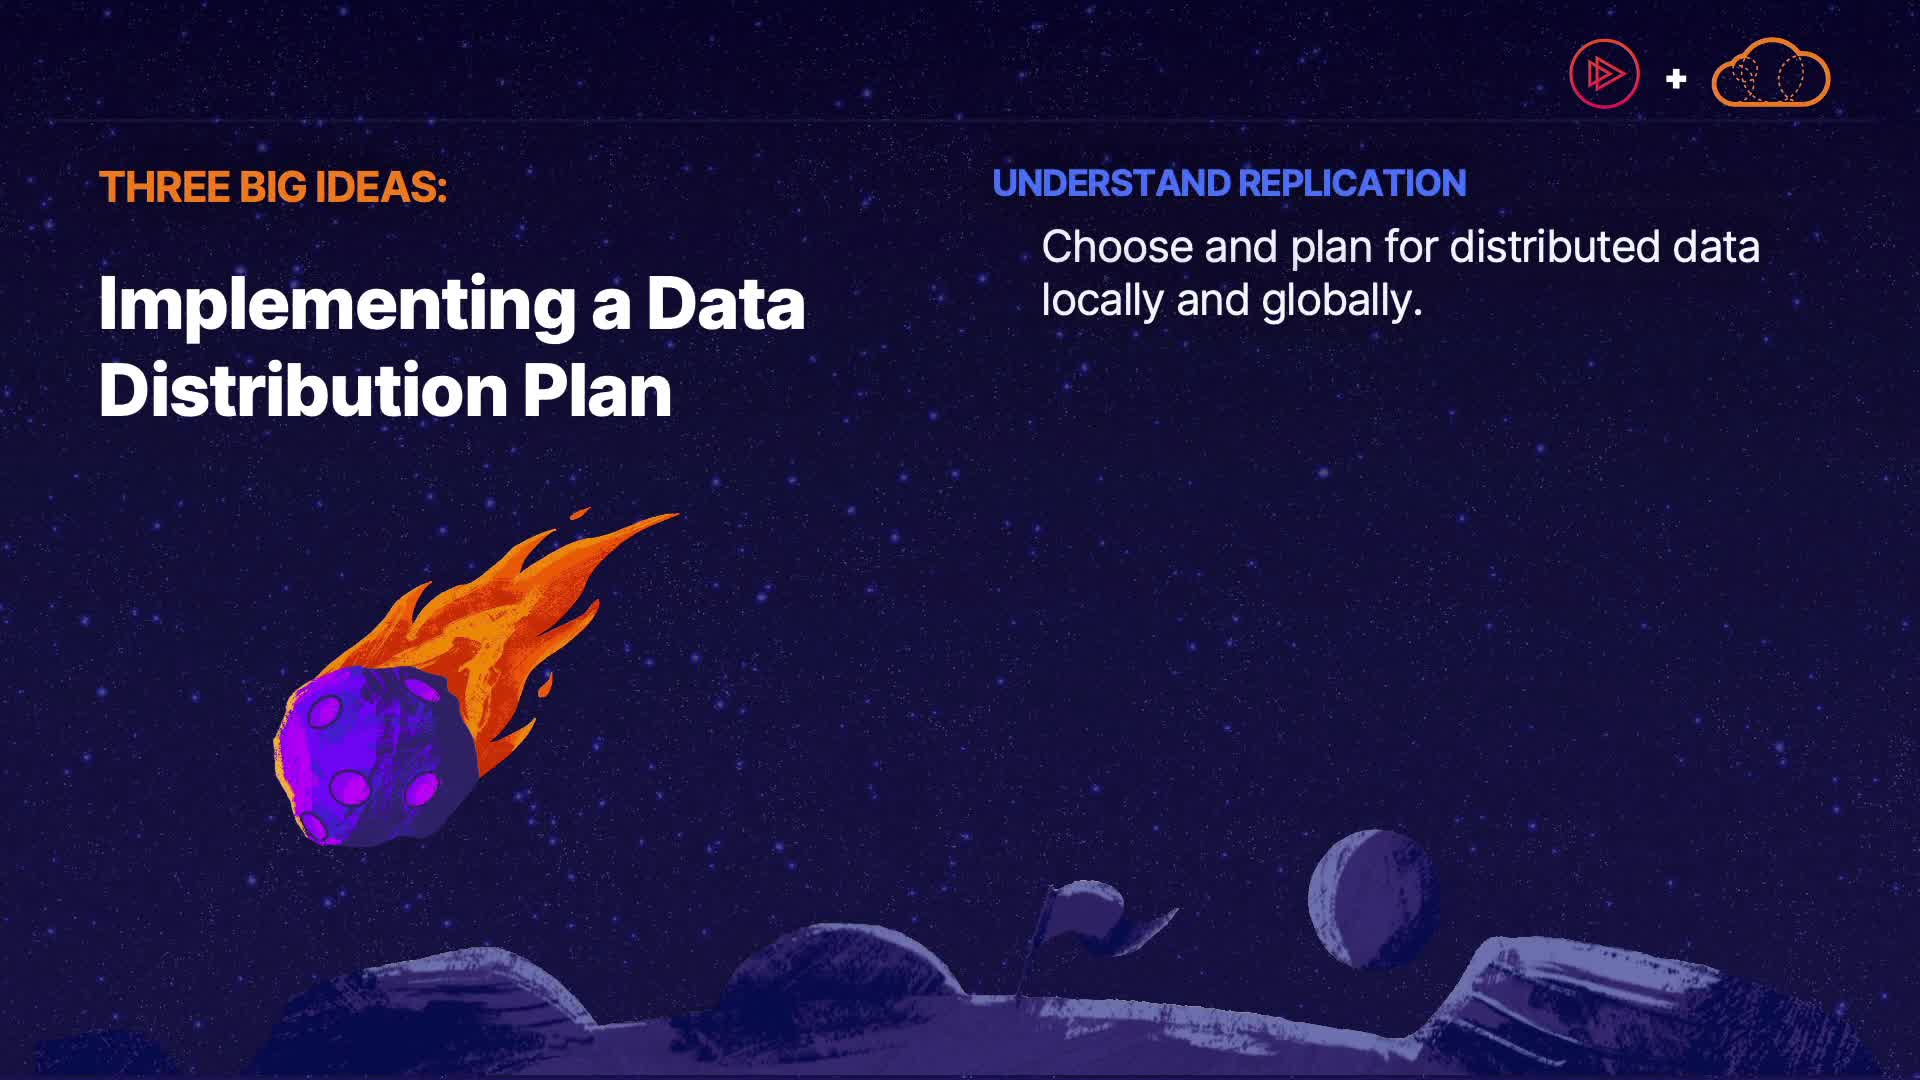 THREE BIG IDEAS:
Implementing a Data
Distribution Plan
UNDERSTAND REPLICATION
Choose and plan for distributed data
locally and globally.